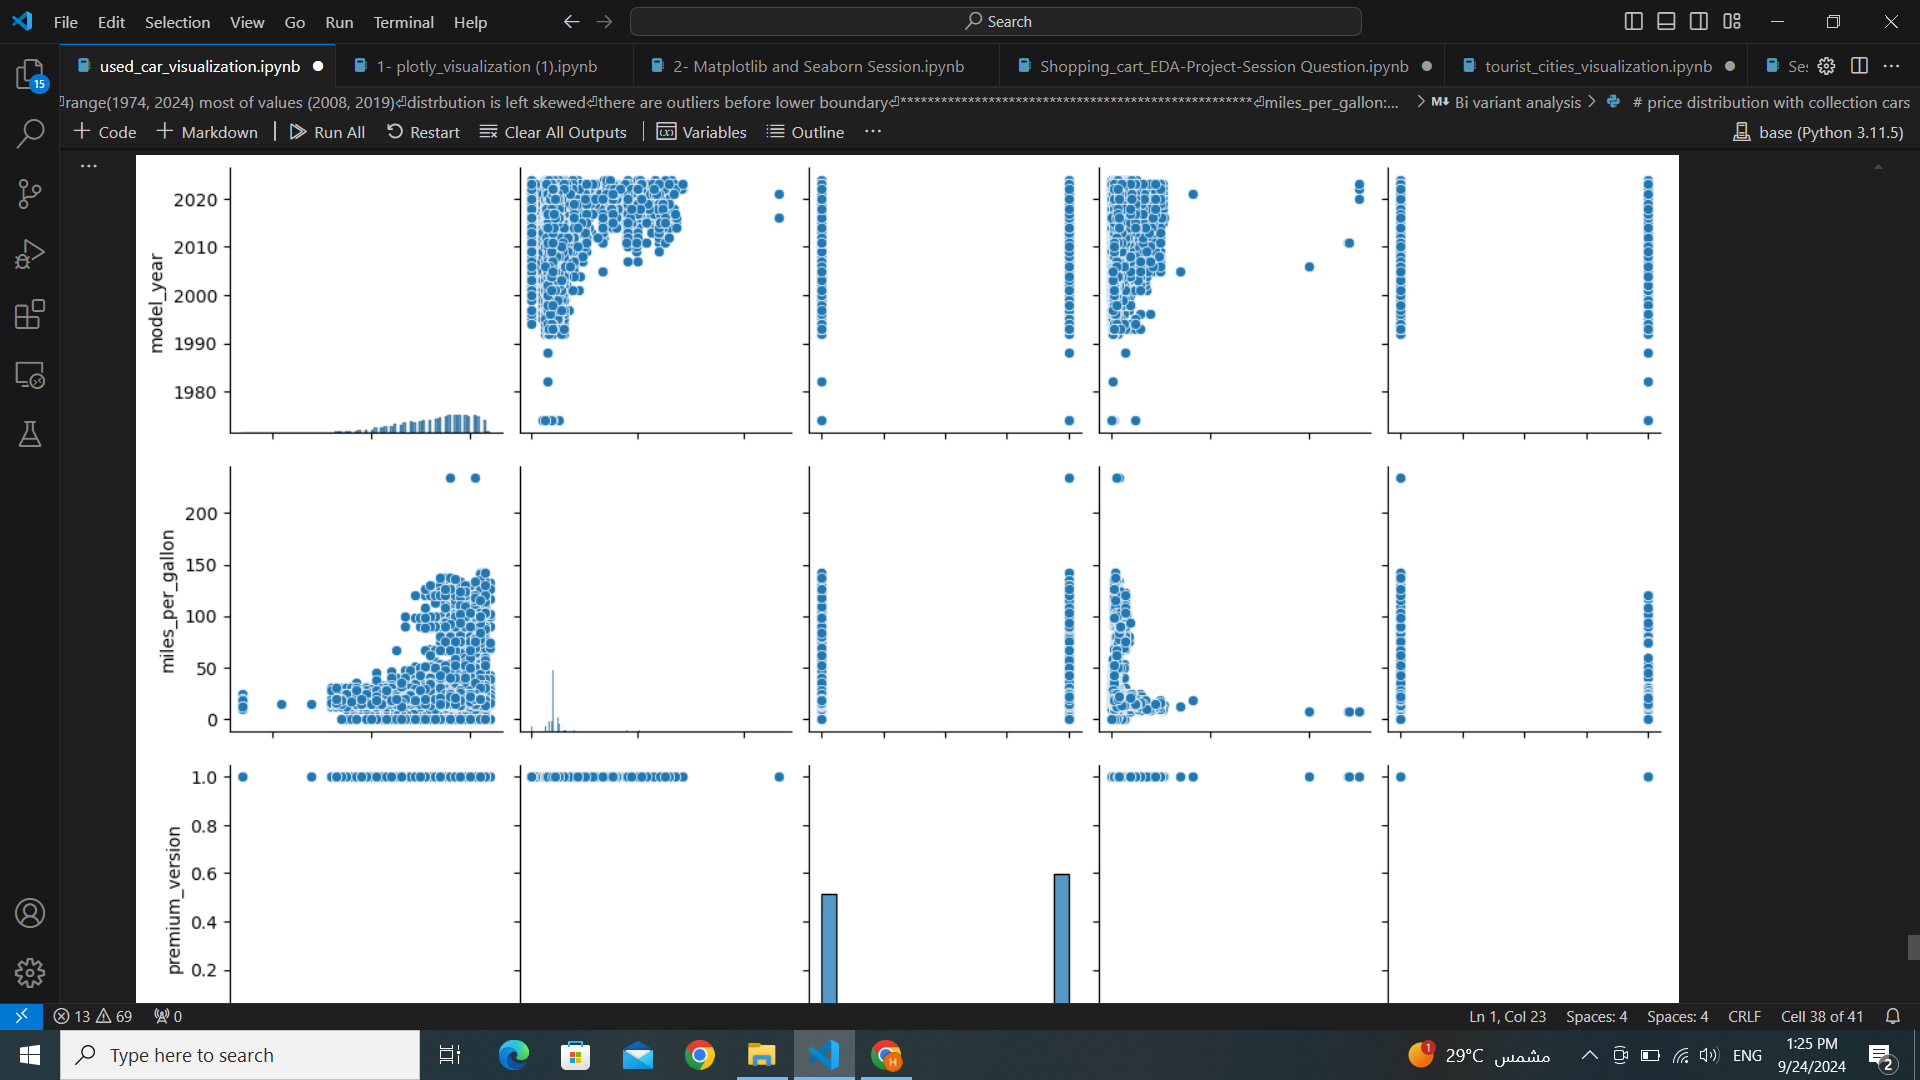 File Edit Selection View Go Run Terminal Help
Search
used_car_visualization.ipynb
1- plotly_visualization (1).ipynb
2- Matplotlib and Seaborn Session.ipynb
Shopping_cart_EDA-Project-Session Question.ipynb
tourist_cities_visualization.ipynb
Se
range(1974, 2024) most of values (2008, 2019)⏎distrbution is left skewed⏎there are outliers before lower boundary⏎****************************************************⏎miles_per_gallon:...
Bi variant analysis
# price distribution with collection cars
Code
Markdown
Run All
Restart
Clear All Outputs
Variables
Outline
base (Python 3.11.5)
15
model_year
2020
2010
2000
1990
1980
miles_per_gallon
200
150
100
50
0
premium_version
1.0
0.8
0.6
0.4
0.2
13 69 0
Ln 1, Col 23
Spaces: 4
Spaces: 4
CRLF
Cell 38 of 41
Type here to search
H
1
29°C مشمس
ENG
1:25 PM
9/24/2024
2